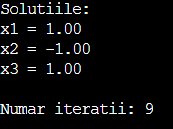 Solutiile:
x1 = 1.00
x2 = -1.00
x3 = 1.00
Numar iteratii: 9